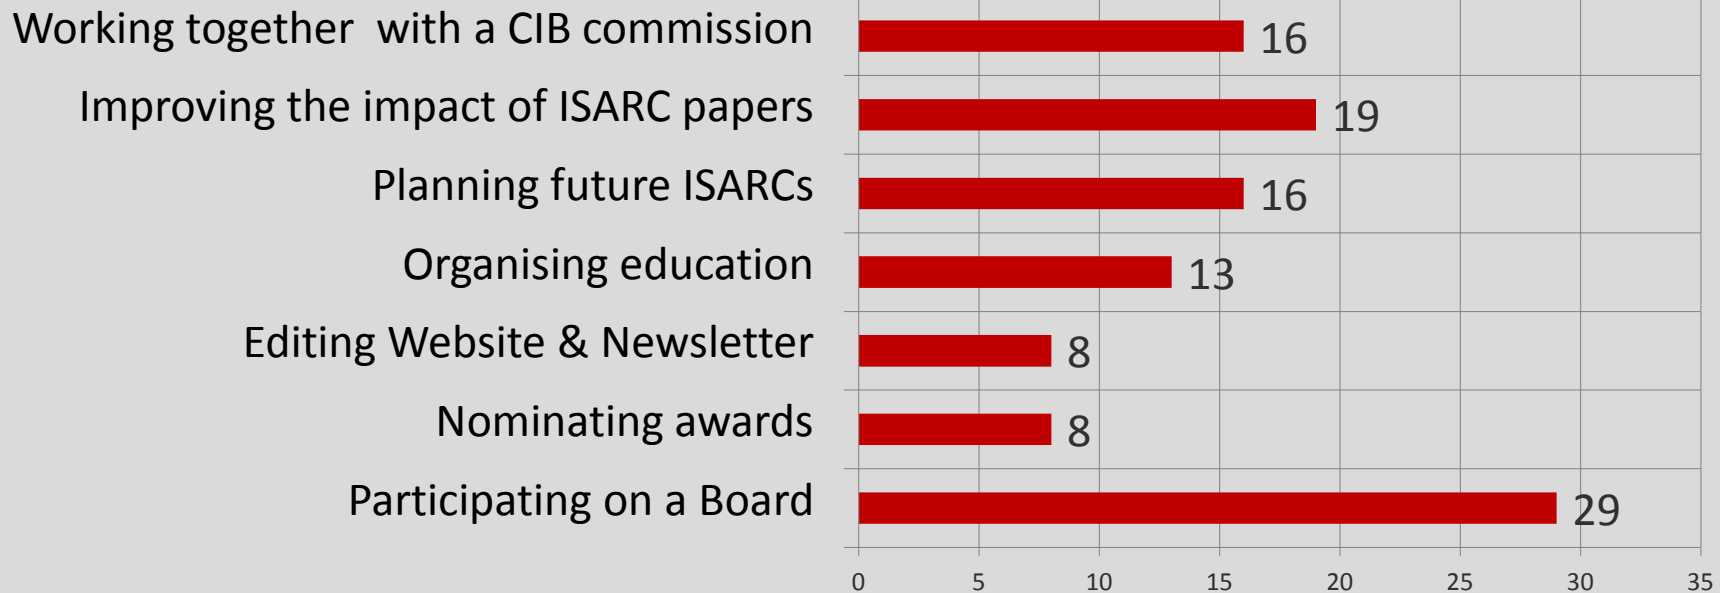 Working together with a CIB commission 16
Improving the impact of ISARC papers 19
Planning future ISARCs 16
Organising education 13
Editing Website & Newsletter 8
Nominating awards 8
Participating on a Board 29
0 5 10 15 20 25 30 35